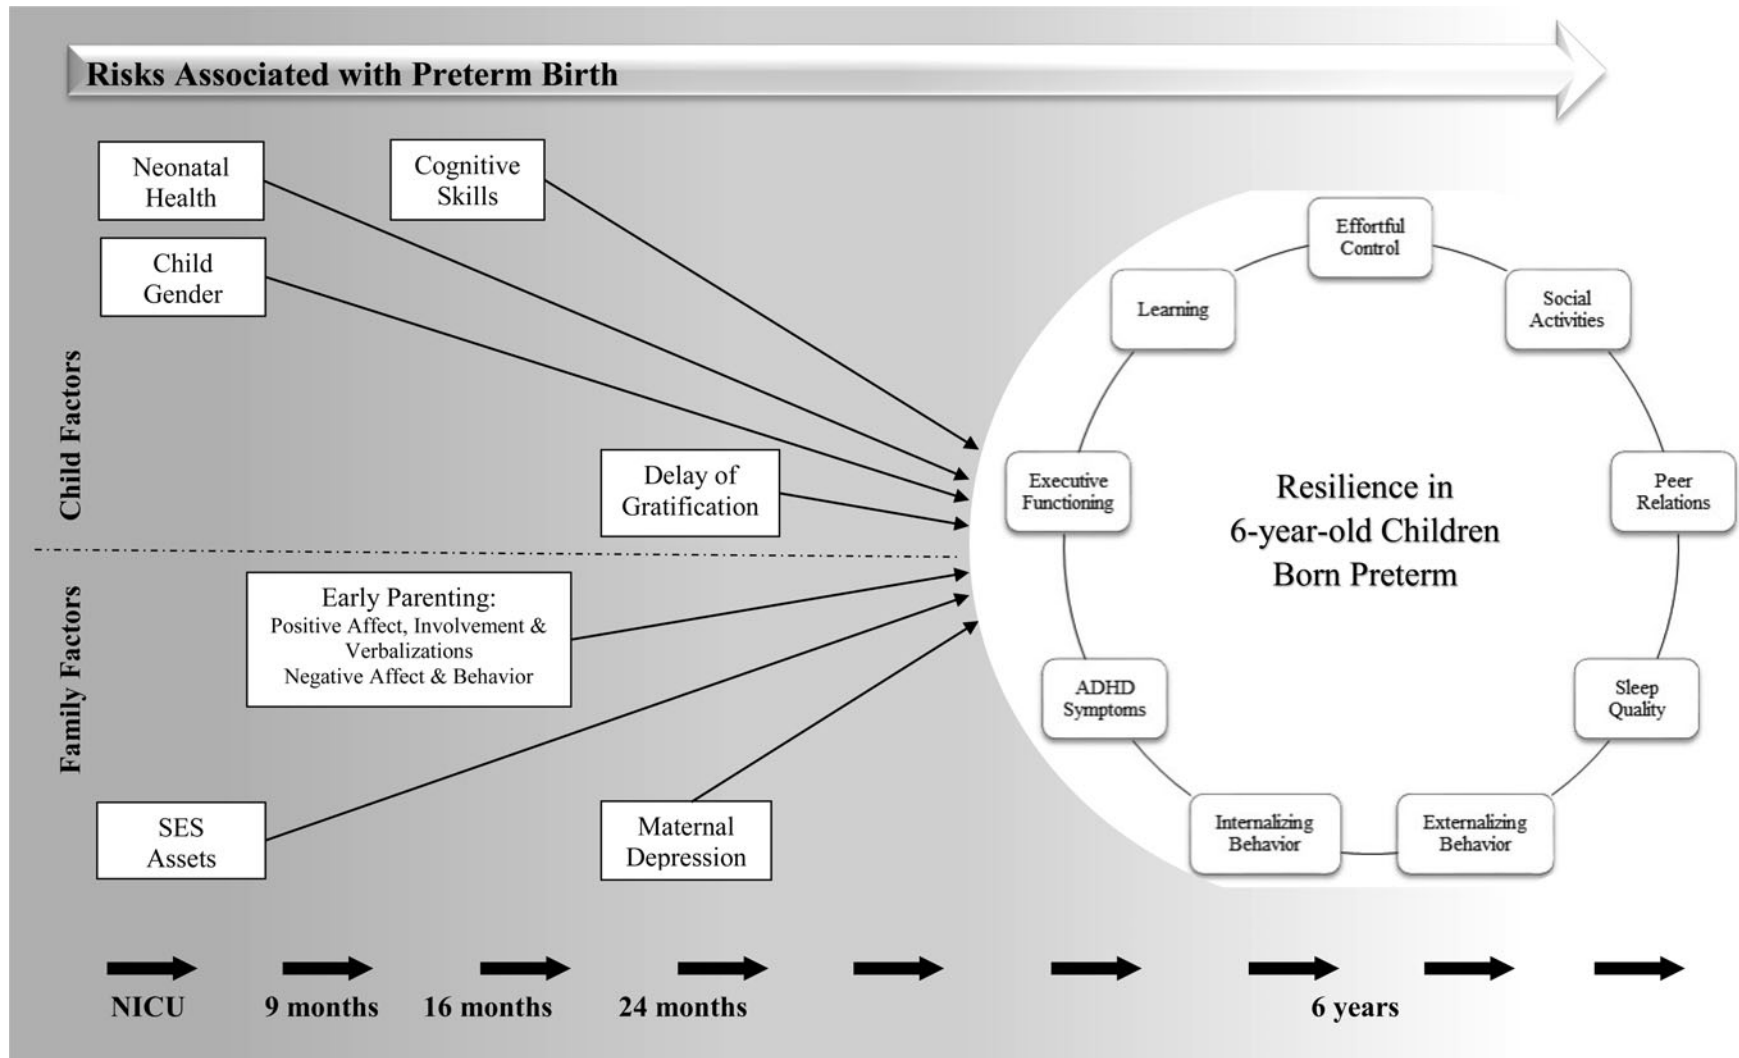 Risks Associated with Preterm Birth
Neonatal
Health
Cognitive
Skills
Child
Gender
Delay of
Gratification
Child Factors
Family Factors
Early Parenting:
Positive Affect, Involvement &
Verbalizations
Negative Affect & Behavior
SES
Assets
Maternal
Depression
Effortful
Control
Learning
Social
Activities
Executive
Functioning
Peer
Relations
Resilience in
6-year-old Children
Born Preterm
ADHD
Symptoms
Sleep
Quality
Internalizing
Behavior
Externalizing
Behavior
NICU
9 months
16 months
24 months
6 years